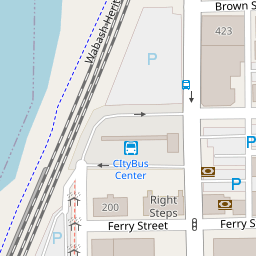 Brown S
423
Wabash Herit
P
CItyBus
Center
P
Right
Steps
200
P
Ferry Street
Ferry S